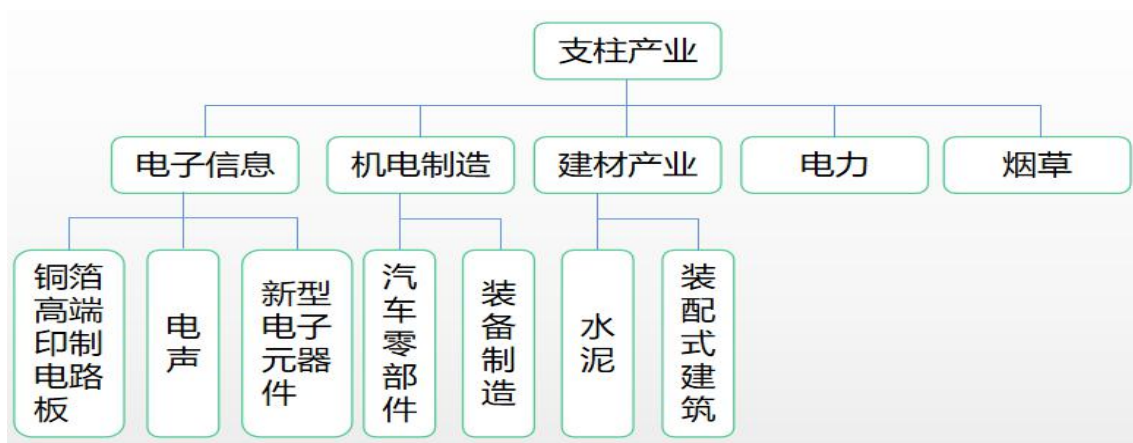 支柱产业
电子信息
机电制造
建材产业
电力
烟草
铜箔
高端
印制
电路
板
电
声
新型
电子
元器
件
汽
车
零
部
件
装
备
制
造
水
泥
装
配
式
建
筑